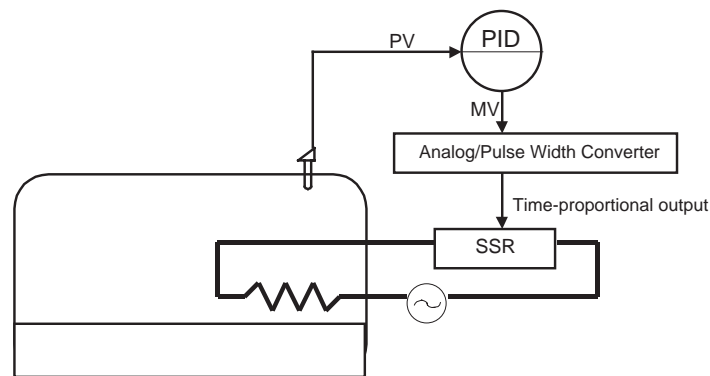 PV
PID
MV
Analog/Pulse Width Converter
Time-proportional output
SSR